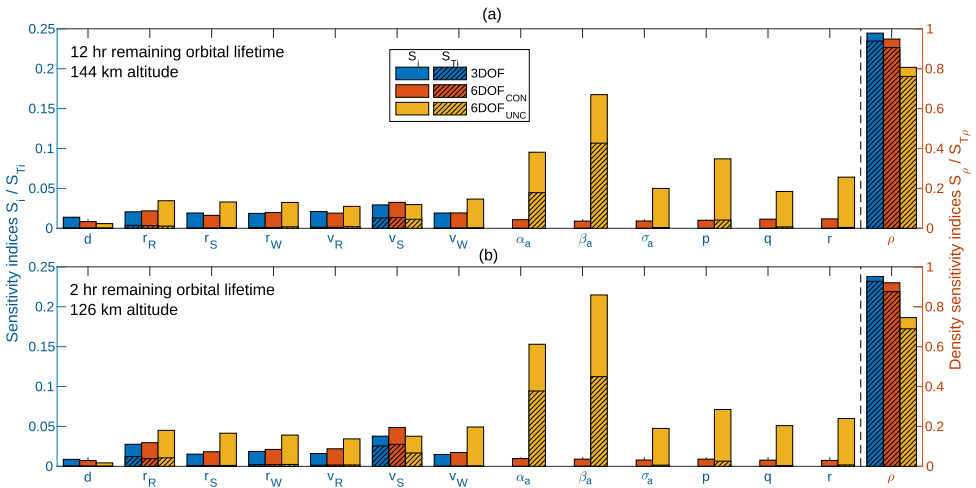 (a)
0.25
0.2
0.15
0.1
0.05
0
12 hr remaining orbital lifetime
144 km altitude
S_i S_Ti
3DOF
6DOF_CON
6DOF_UNC
1
0.8
0.6
0.4
0.2
0
d r_R r_S r_W v_R v_S v_W α_a β_a σ_a p q r ρ
(b)
0.25
0.2
0.15
0.1
0.05
0
2 hr remaining orbital lifetime
126 km altitude
1
0.8
0.6
0.4
0.2
0
d r_R r_S r_W v_R v_S v_W α_a β_a σ_a p q r ρ
Sensitivity indices S_i / S_Ti
Density sensitivity indices S_ρ / S_Tρ